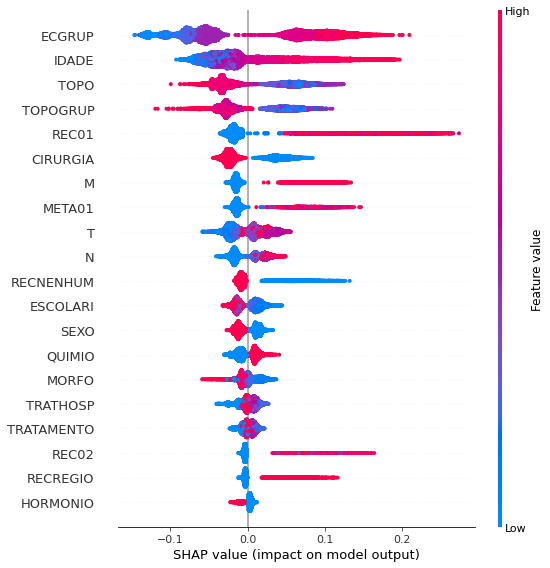 High
ECGRUP
IDADE
TOPO
TOPOGRUP
REC01
CIRURGIA
M
META01
T
N
RECNENHUM
ESCOLARI
SEXO
QUIMIO
MORFO
TRATHOSP
TRATAMENTO
REC02
RECREGIO
HORMONIO
Feature value
Low
−0.1 0.0 0.1 0.2
SHAP value (impact on model output)